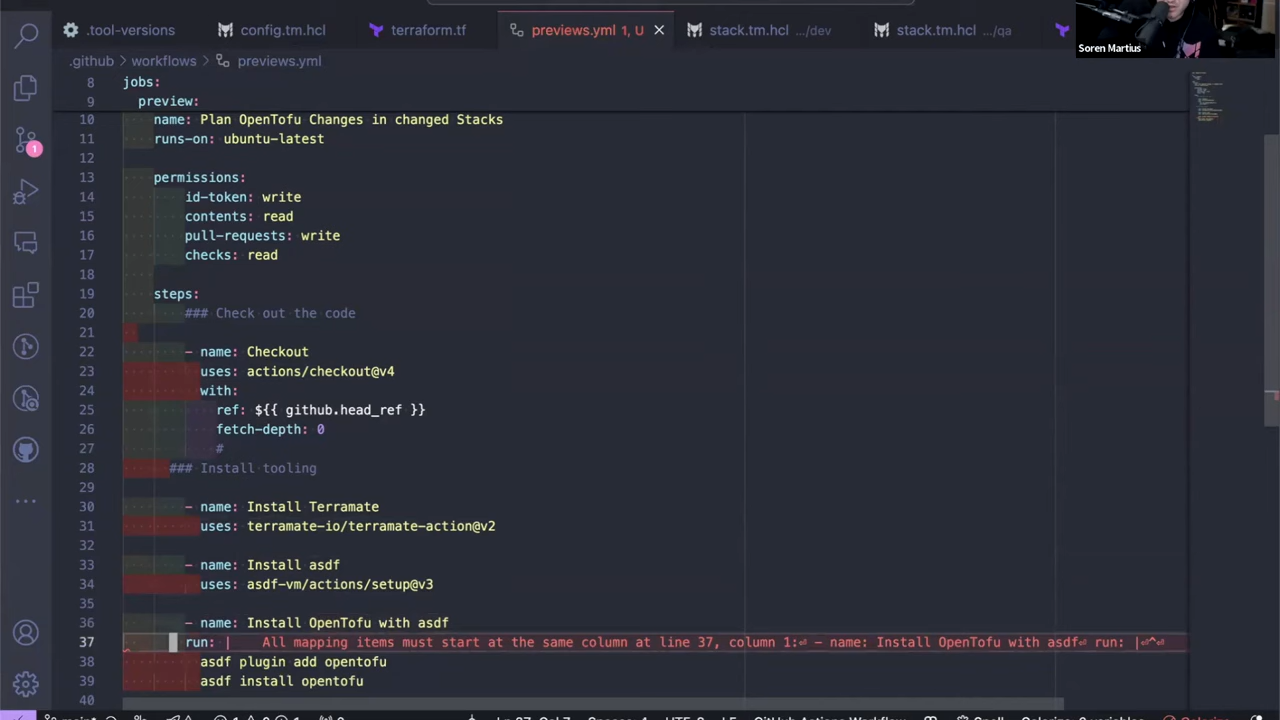 .tool-versions
config.tm.hcl
terraform.tf
previews.yml 1, U
stack.tm.hcl .../dev
stack.tm.hcl .../qa
Soren Martius
.github > workflows > previews.yml
8 jobs:
9 preview:
10 name: Plan OpenTofu Changes in changed Stacks
11 runs-on: ubuntu-latest
12
13 permissions:
14 id-token: write
15 contents: read
16 pull-requests: write
17 checks: read
18
19 steps:
20 ### Check out the code
21
22 - name: Checkout
23 uses: actions/checkout@v4
24 with:
25 ref: ${{ github.head_ref }}
26 fetch-depth: 0
27 #
28 ### Install tooling
29
30 - name: Install Terramate
31 uses: terramate-io/terramate-action@v2
32
33 - name: Install asdf
34 uses: asdf-vm/actions/setup@v3
35
36 - name: Install OpenTofu with asdf
37 run: | All mapping items must start at the same column at line 37, column 1:⏎ - name: Install OpenTofu with asdf⏎ run: |⏎^⏎
38 asdf plugin add opentofu
39 asdf install opentofu
40
1